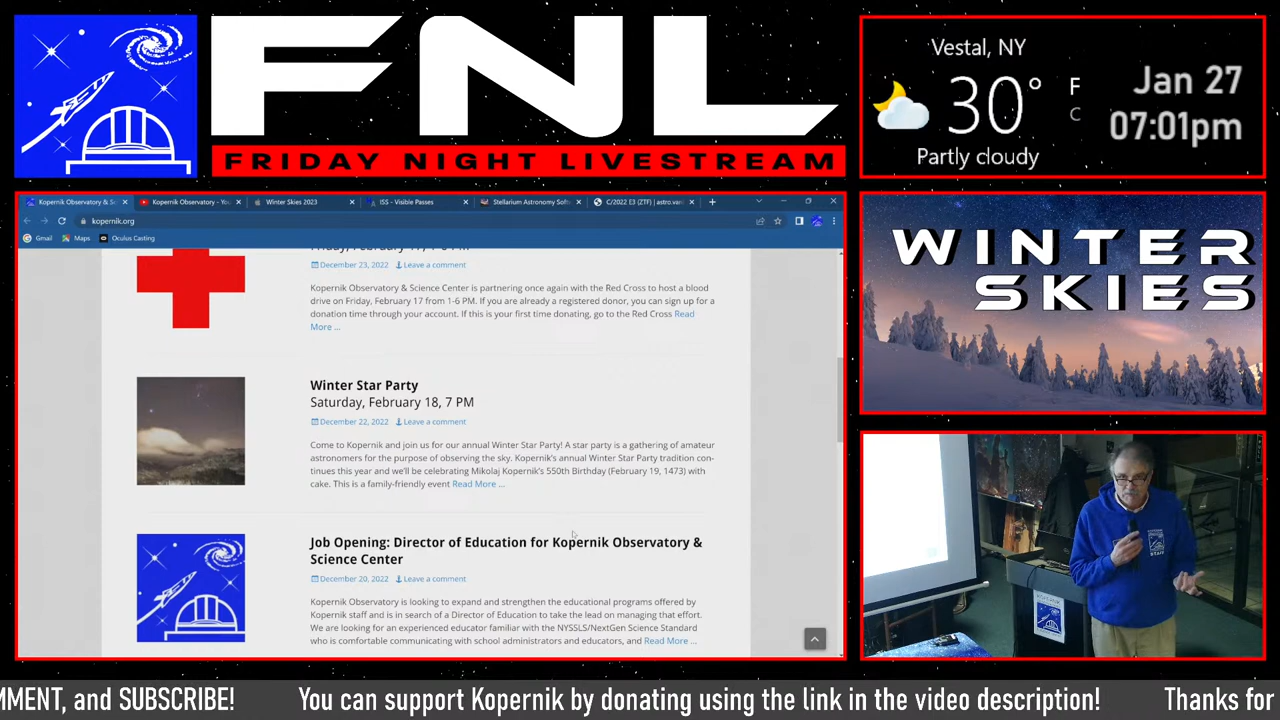 FNL
FRIDAY NIGHT LIVESTREAM
Vestal, NY
30°
F
C
Partly cloudy
Jan 27
07:01pm
Kopernik Observatory & Sc
Kopernik Observatory - You
Winter Skies 2023
ISS - Visible Passes
Stellarium Astronomy Soft
C/2022 E3 (ZTF) | astro.van
kopernik.org
Gmail
Maps
Oculus Casting
December 23, 2022 Leave a comment
Kopernik Observatory & Science Center is partnering once again with the Red Cross to host a blood
drive on Friday, February 17 from 1-6 PM. If you are already a registered donor, you can sign up for a
donation time through your account. If this is your first time donating, go to the Red Cross Read
More ...
Winter Star Party
Saturday, February 18, 7 PM
December 22, 2022 Leave a comment
Come to Kopernik and join us for our annual Winter Star Party! A star party is a gathering of amateur
astronomers for the purpose of observing the sky. Kopernik's annual Winter Star Party tradition con-
tinues this year and we'll be celebrating Mikolaj Kopernik's 550th Birthday (February 19, 1473) with
cake. This is a family-friendly event Read More ...
Job Opening: Director of Education for Kopernik Observatory &
Science Center
December 20, 2022 Leave a comment
Kopernik Observatory is looking to expand and strengthen the educational programs offered by
Kopernik staff and is in search of a Director of Education to take the lead on managing that effort.
We are looking for an experienced educator familiar with the NYSSLS/NextGen Science Standard
who is comfortable communicating with school administrators and educators, and Read More ...
WINTER
SKIES
STAFF
MMENT, and SUBSCRIBE! You can support Kopernik by donating using the link in the video description! Thanks for